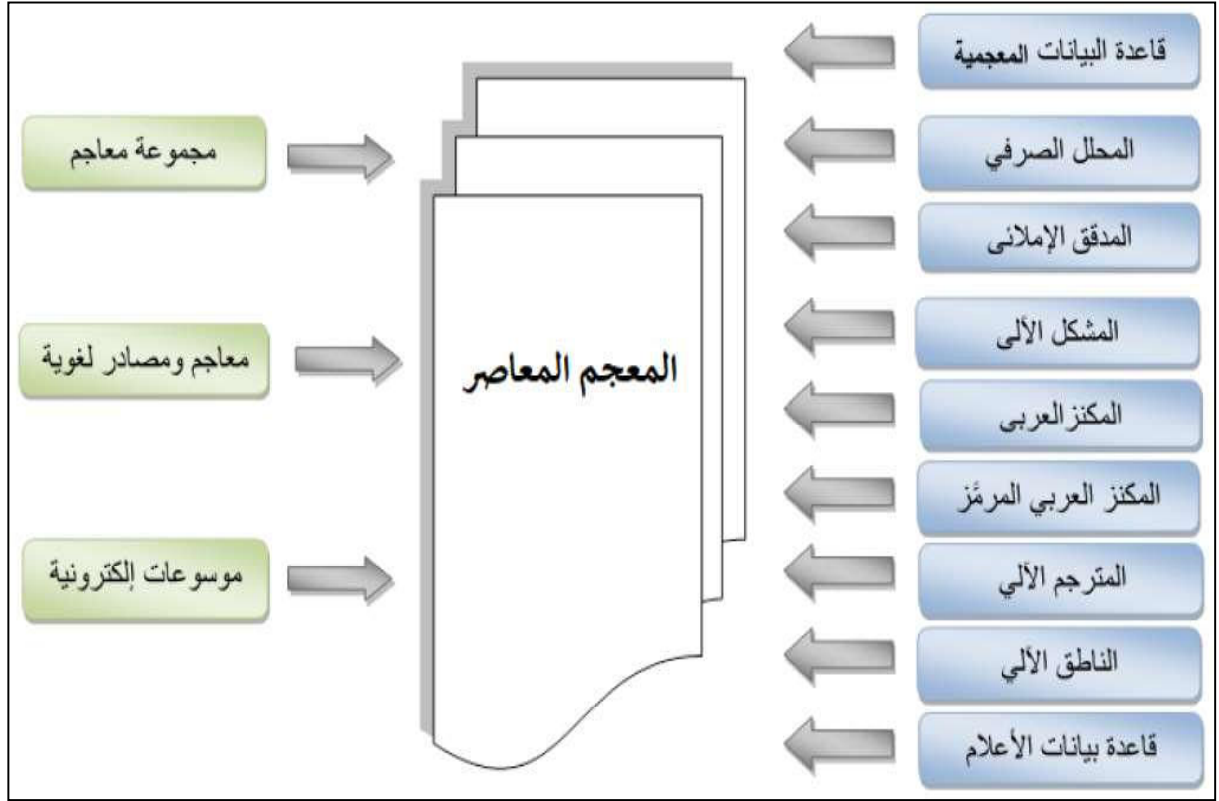 قاعدة البيانات المعجمية
المحلل الصرفي
المدقق الإملائى
المشكل الألى
المكنز العربى
المكنز العربي المرمَّز
المترجم الآلي
الناطق الآلي
قاعدة بيانات الأعلام
المعجم المعاصر
مجموعة معاجم
معاجم ومصادر لغوية
موسوعات إلكترونية